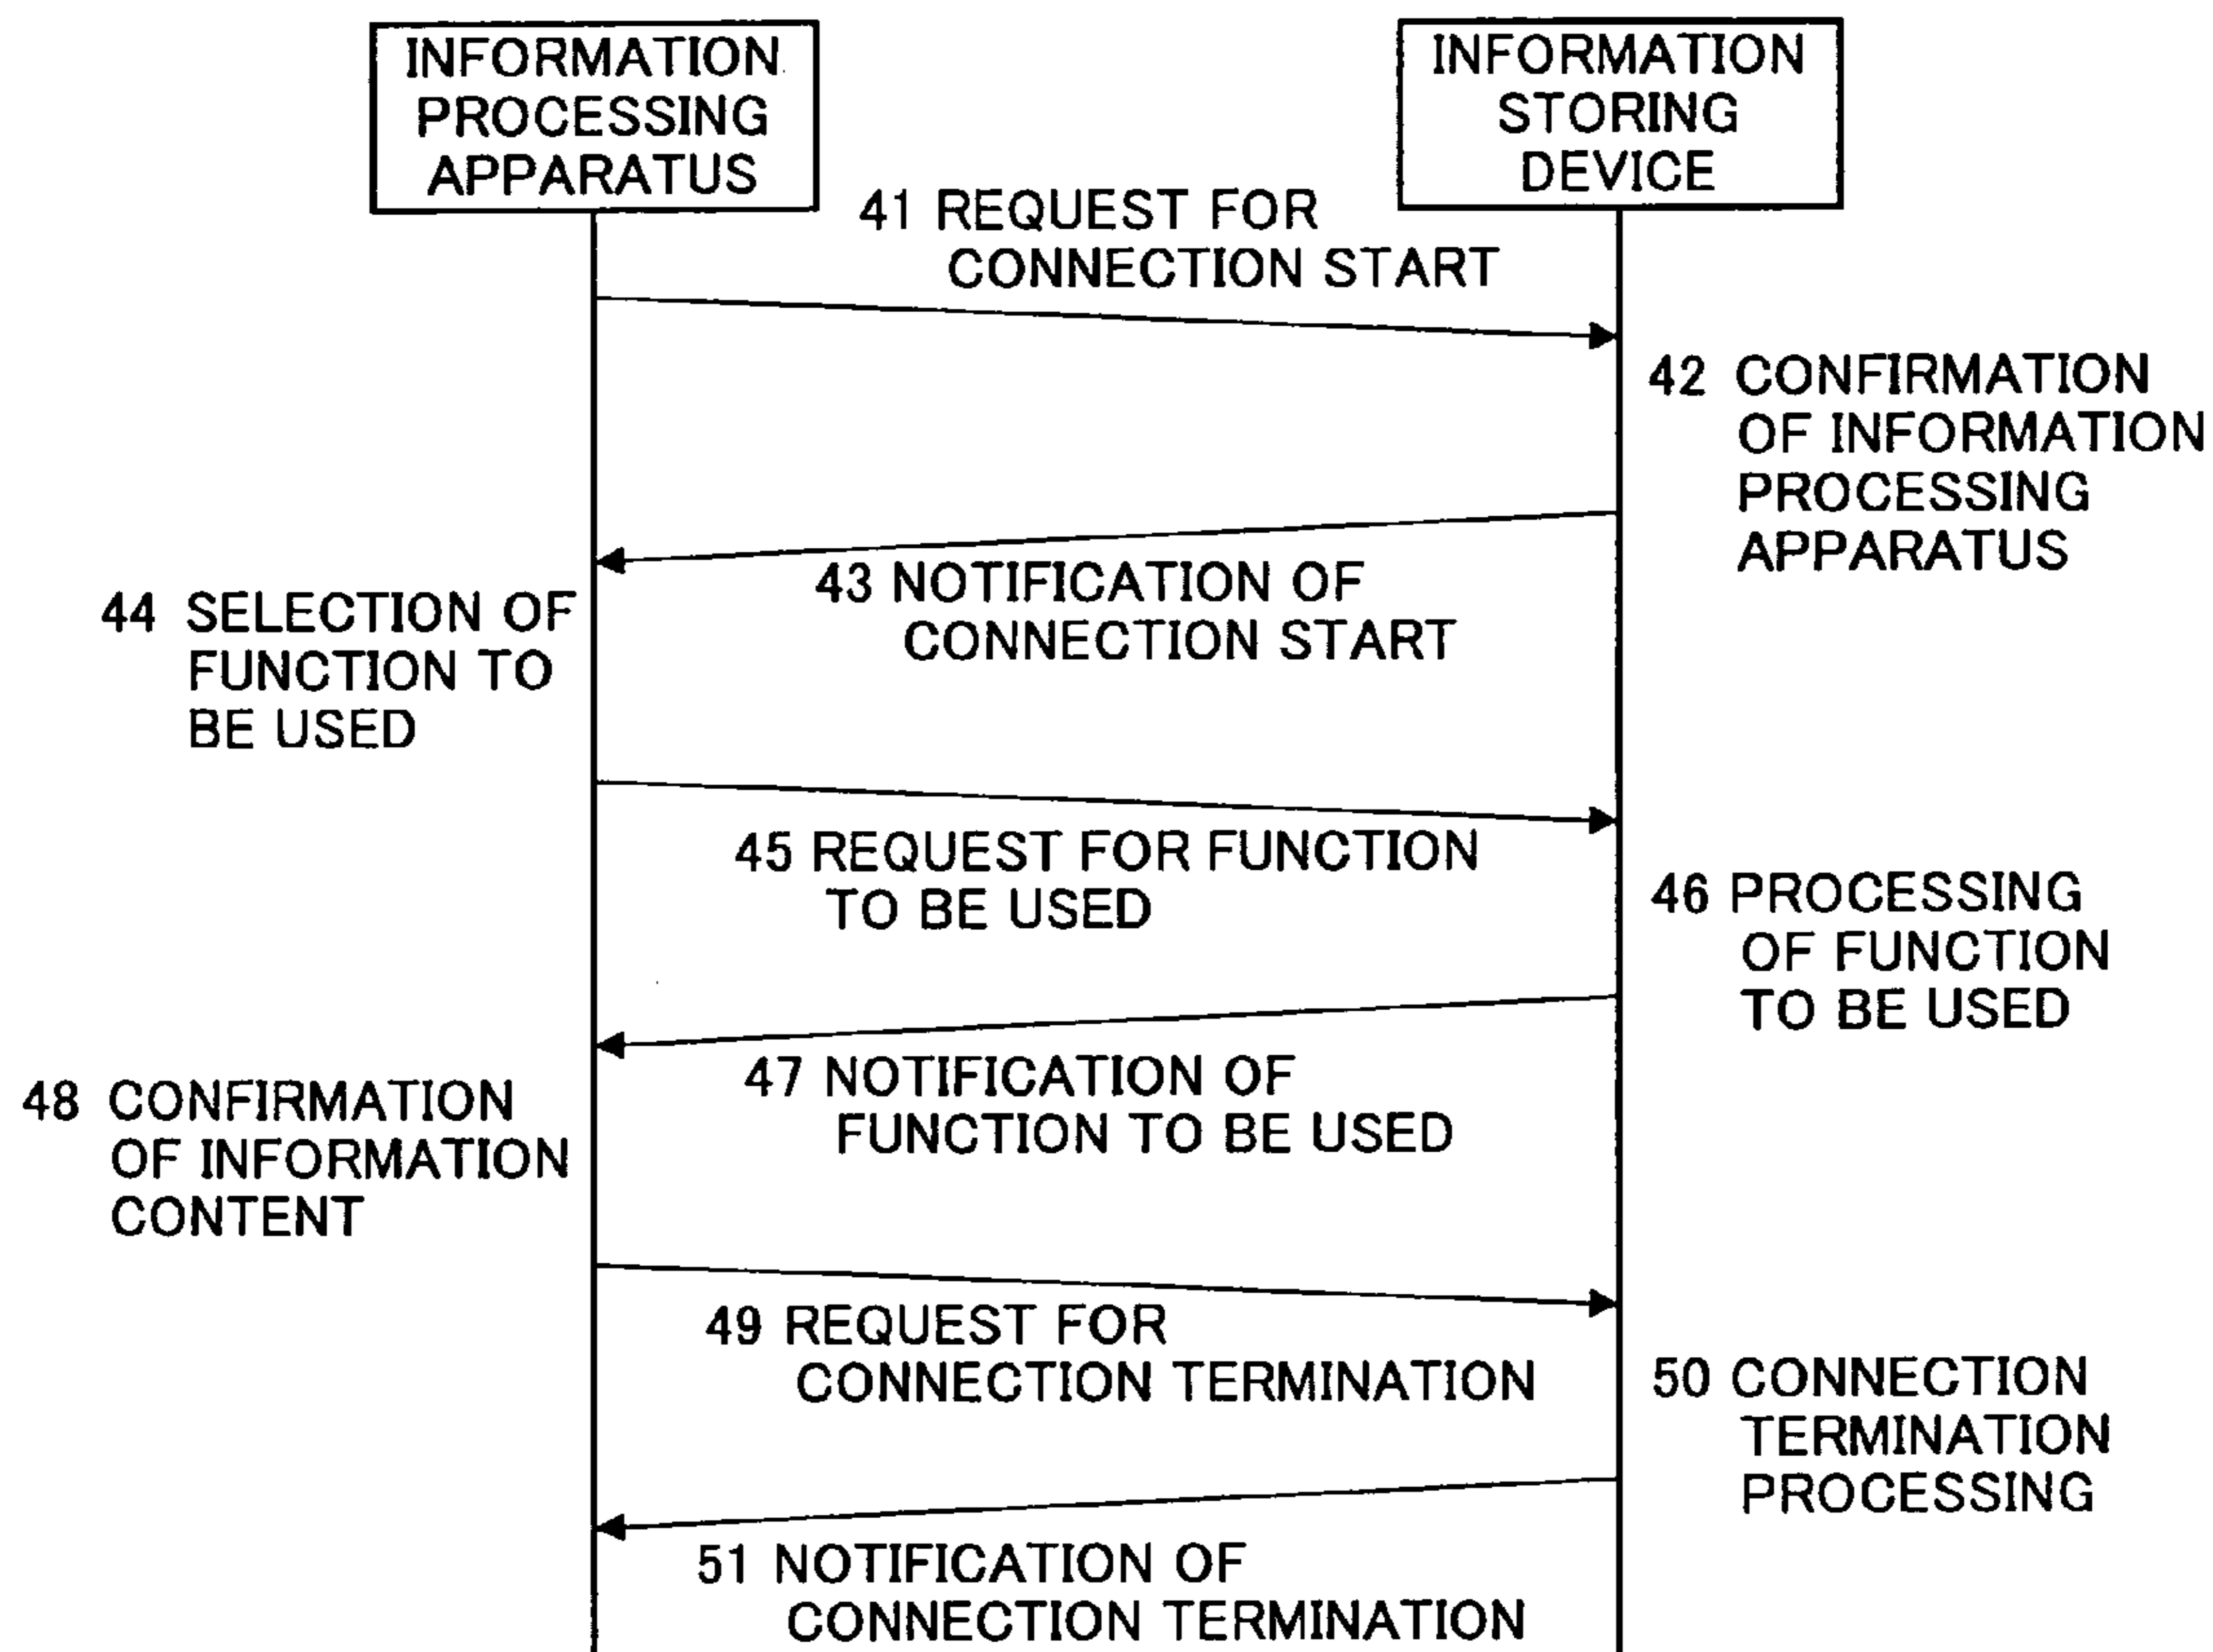 INFORMATION
PROCESSING
APPARATUS
INFORMATION
STORING
DEVICE
41 REQUEST FOR
CONNECTION START
42 CONFIRMATION
OF INFORMATION
PROCESSING
APPARATUS
43 NOTIFICATION OF
CONNECTION START
44 SELECTION OF
FUNCTION TO
BE USED
45 REQUEST FOR FUNCTION
TO BE USED
46 PROCESSING
OF FUNCTION
TO BE USED
47 NOTIFICATION OF
FUNCTION TO BE USED
48 CONFIRMATION
OF INFORMATION
CONTENT
49 REQUEST FOR
CONNECTION TERMINATION
50 CONNECTION
TERMINATION
PROCESSING
51 NOTIFICATION OF
CONNECTION TERMINATION